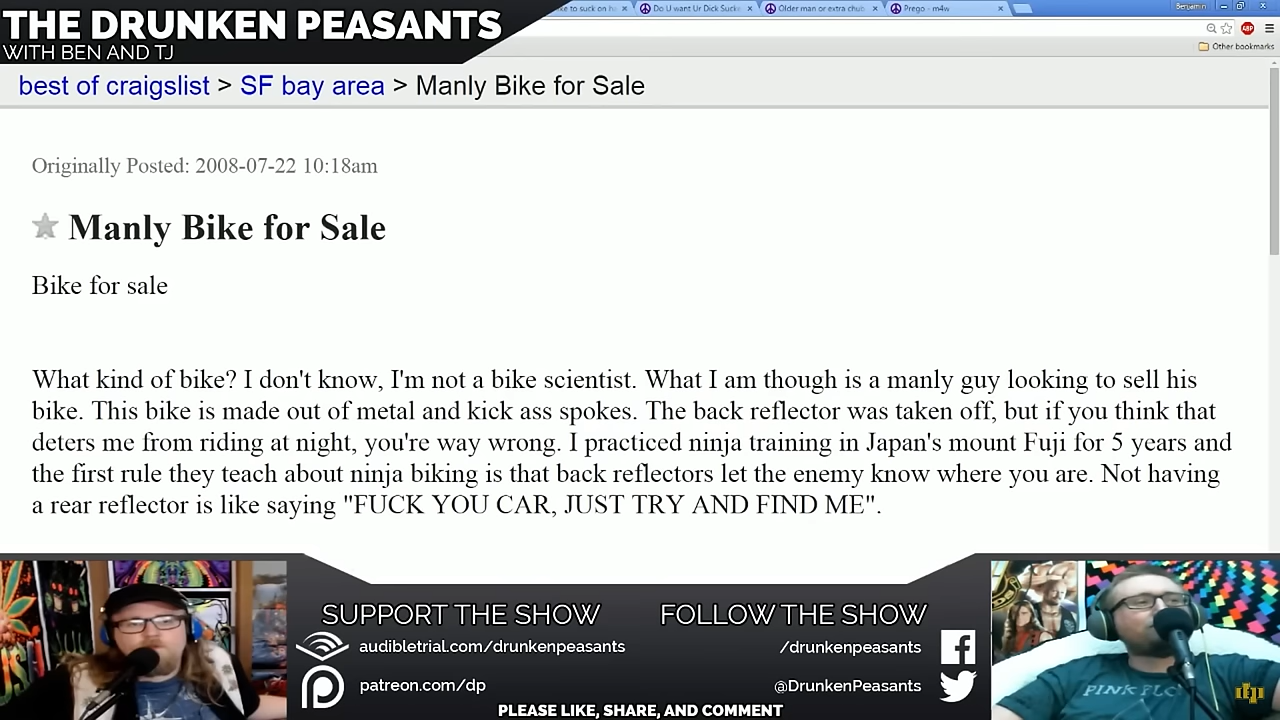 THE DRUNKEN PEASANTS
WITH BEN AND TJ
ke to suck on ha
Do U want Ur Dick Sucke
Older man or extra chub
Prego - m4w
Benjamin
ABP
Other bookmarks
best of craigslist > SF bay area > Manly Bike for Sale
Originally Posted: 2008-07-22 10:18am
Manly Bike for Sale
Bike for sale
What kind of bike? I don't know, I'm not a bike scientist. What I am though is a manly guy looking to sell his
bike. This bike is made out of metal and kick ass spokes. The back reflector was taken off, but if you think that
deters me from riding at night, you're way wrong. I practiced ninja training in Japan's mount Fuji for 5 years and
the first rule they teach about ninja biking is that back reflectors let the enemy know where you are. Not having
a rear reflector is like saying "FUCK YOU CAR, JUST TRY AND FIND ME".
SUPPORT THE SHOW
audibletrial.com/drunkenpeasants
patreon.com/dp
FOLLOW THE SHOW
/drunkenpeasants
@DrunkenPeasants
PLEASE LIKE, SHARE, AND COMMENT
PINK FLO
dp